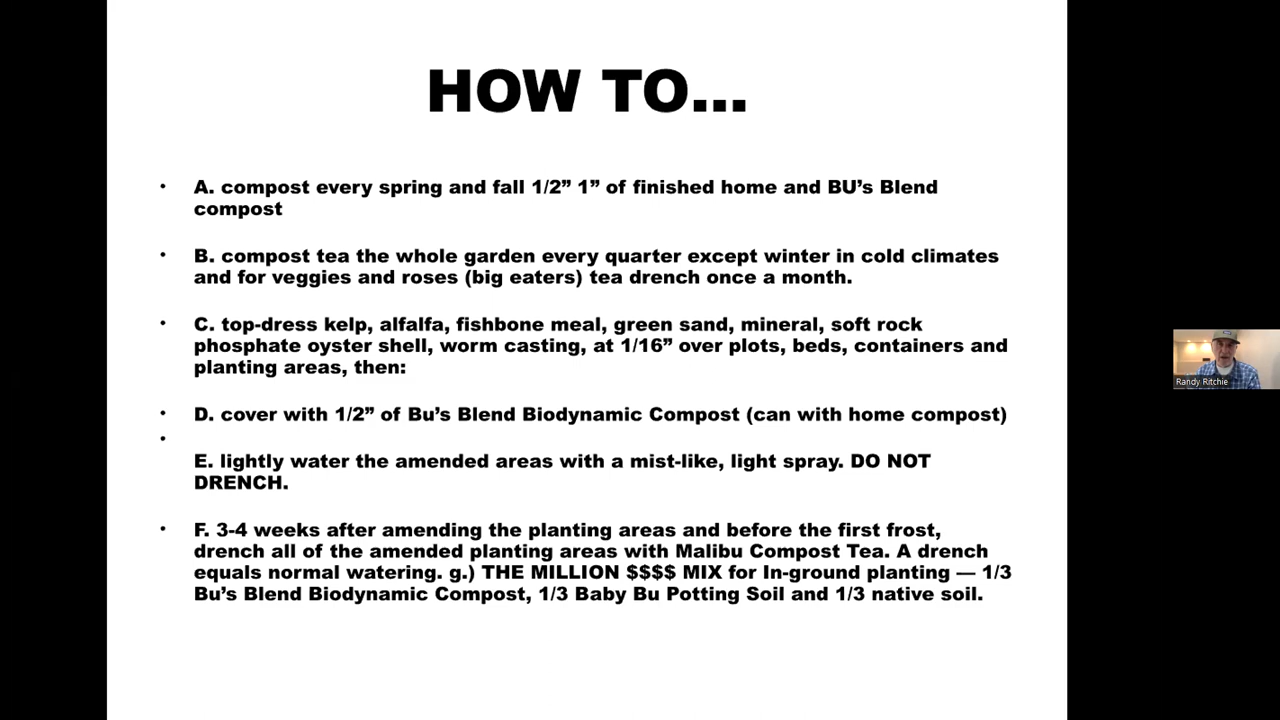 HOW TO...
• A. compost every spring and fall 1/2” 1” of finished home and BU’s Blend
compost
• B. compost tea the whole garden every quarter except winter in cold climates
and for veggies and roses (big eaters) tea drench once a month.
• C. top-dress kelp, alfalfa, fishbone meal, green sand, mineral, soft rock
phosphate oyster shell, worm casting, at 1/16” over plots, beds, containers and
planting areas, then:
• D. cover with 1/2” of Bu’s Blend Biodynamic Compost (can with home compost)
•
E. lightly water the amended areas with a mist-like, light spray. DO NOT
DRENCH.
• F. 3-4 weeks after amending the planting areas and before the first frost,
drench all of the amended planting areas with Malibu Compost Tea. A drench
equals normal watering. g.) THE MILLION $$$$ MIX for In-ground planting — 1/3
Bu’s Blend Biodynamic Compost, 1/3 Baby Bu Potting Soil and 1/3 native soil.
Randy Ritchie